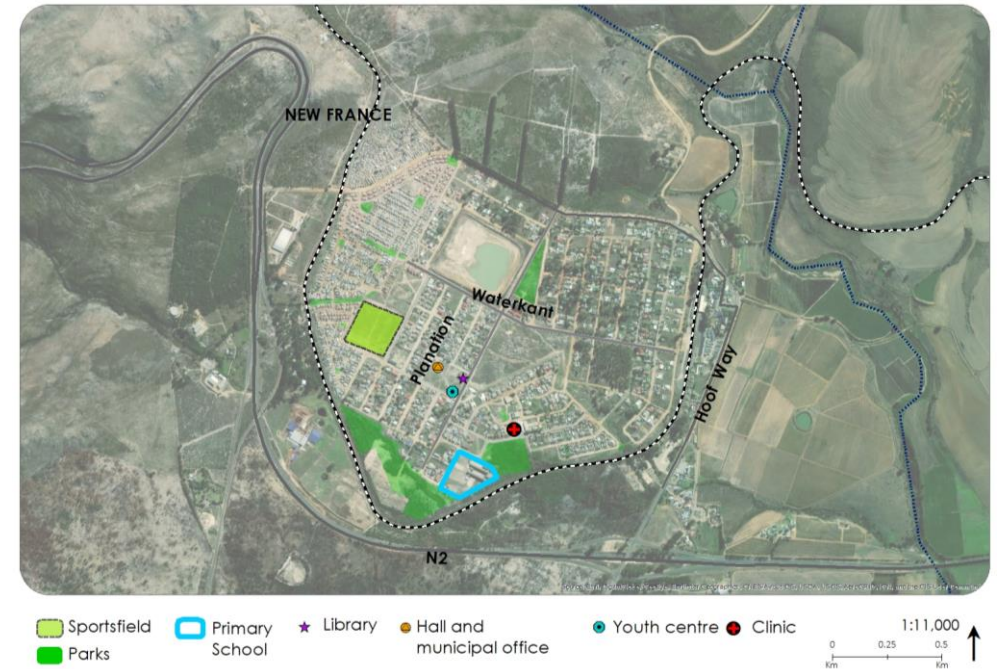 NEW FRANCE
Waterkant
Planation
Hoof Way
N2
Sportsfield
Parks
Primary
School
Library
Hall and
municipal office
Youth centre
Clinic
1:11,000
0 0.25 0.5
Km Km